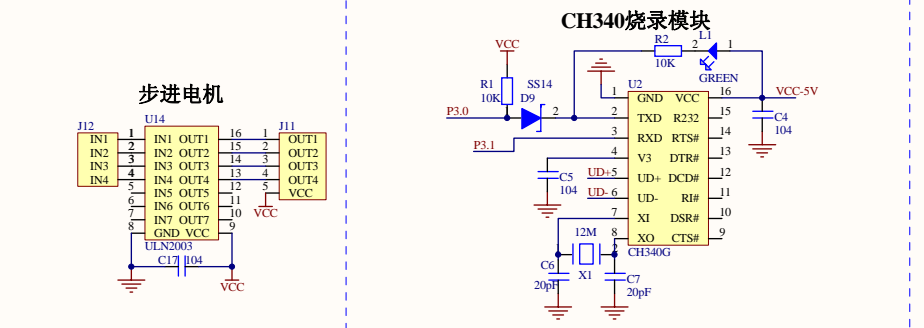 CH340烧录模块
步进电机
J12
IN1
IN2
IN3
IN4
1
2
3
4
5
6
7
8
U14
IN1 OUT1
IN2 OUT2
IN3 OUT3
IN4 OUT4
IN5 OUT5
IN6 OUT6
IN7 OUT7
GND VCC
ULN2003
16
15
14
13
12
11
10
9
1
2
3
4
5
J11
OUT1
OUT2
OUT3
OUT4
VCC
VCC
C17 104
VCC
VCC
R1
10K
P3.0
P3.1
SS14
D9
2
R2
10K
2
L1
1
GREEN
U2
1 GND VCC 16
2 TXD R232 15
3 RXD RTS# 14
4 V3 DTR# 13
UD+ 5 UD+ DCD# 12
UD- 6 UD- RI# 11
7 XI DSR# 10
8 XO CTS# 9
CH340G
VCC-5V
C4
104
C5
104
12M
X1
2
C6
20pF
C7
20pF